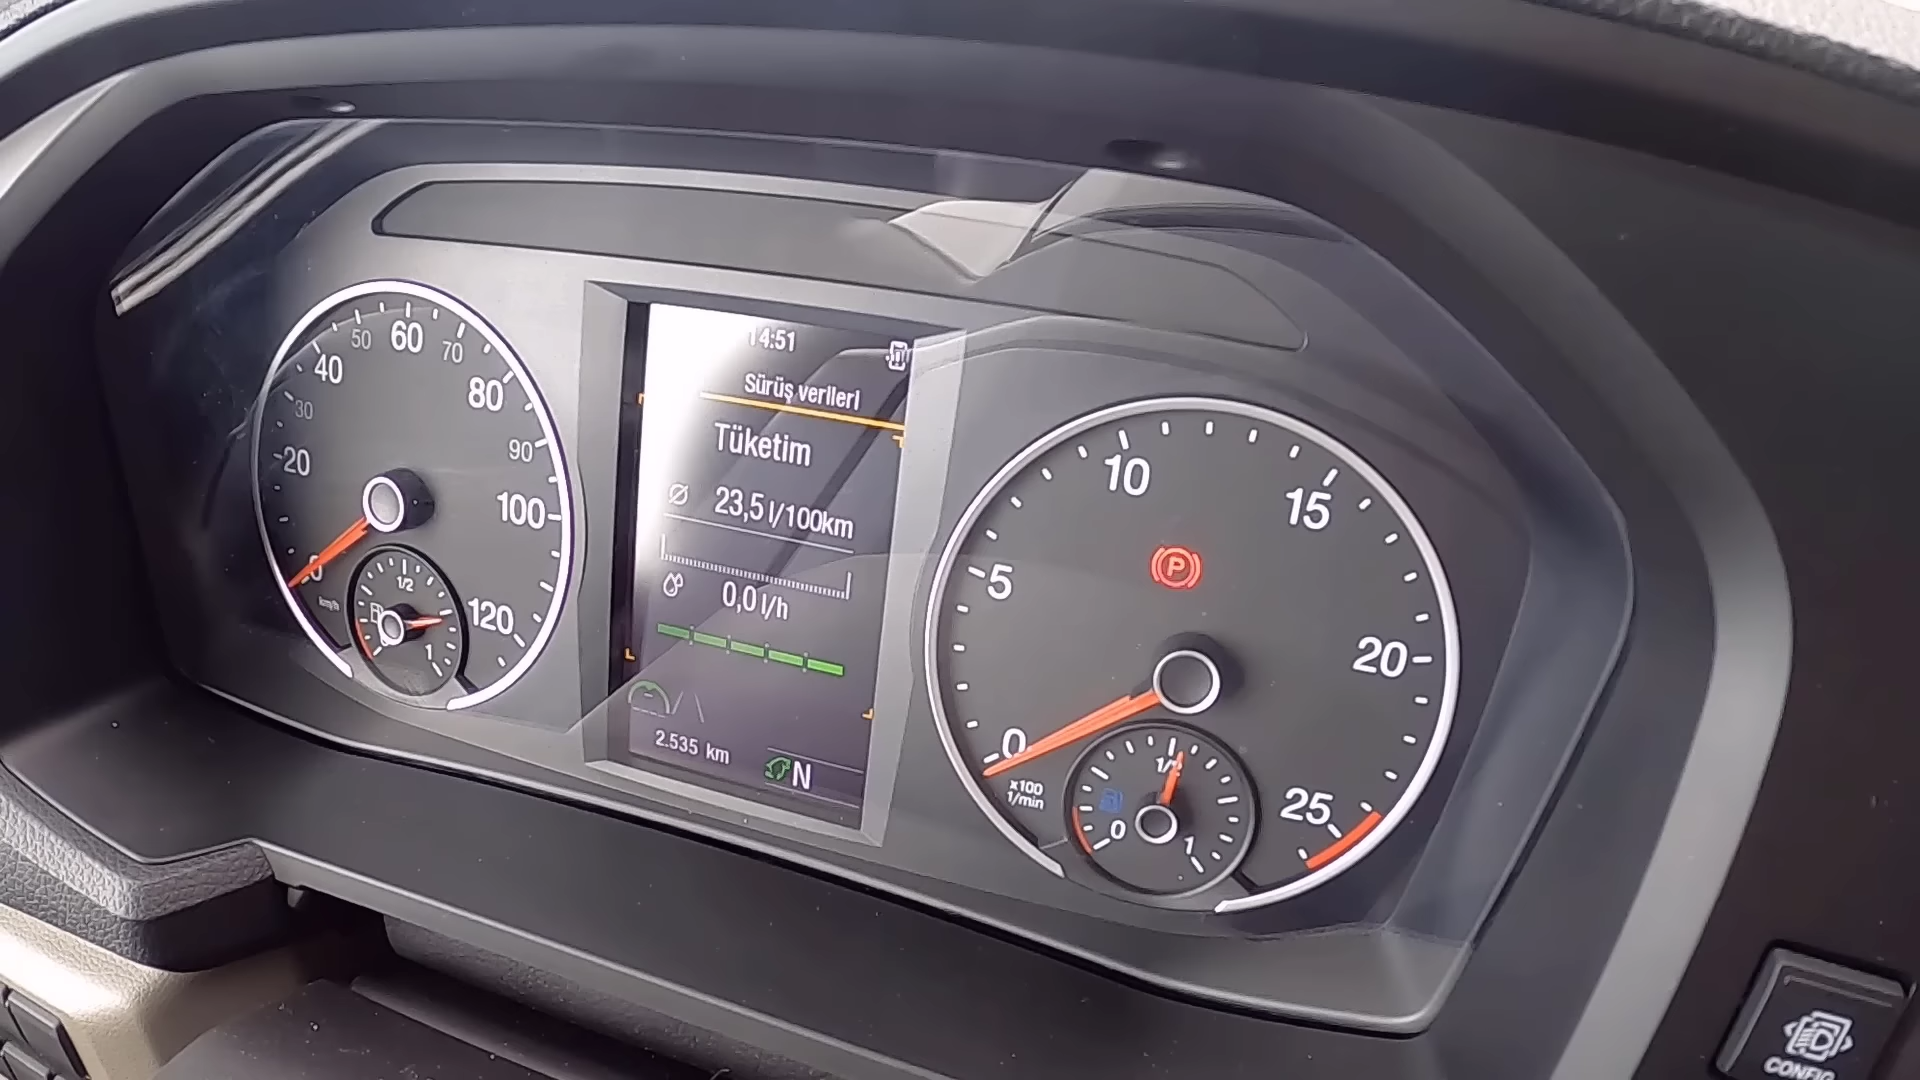 14:51
Sürüş verileri
Tüketim
Ø 23,5 l/100km
0,0 l/h
2.535 km
N
0
20
30
40
50
60
70
80
90
100
120
km/h
1/2
1
0
5
10
15
20
25
x100
1/min
P
0
1/2
1
CONFIG